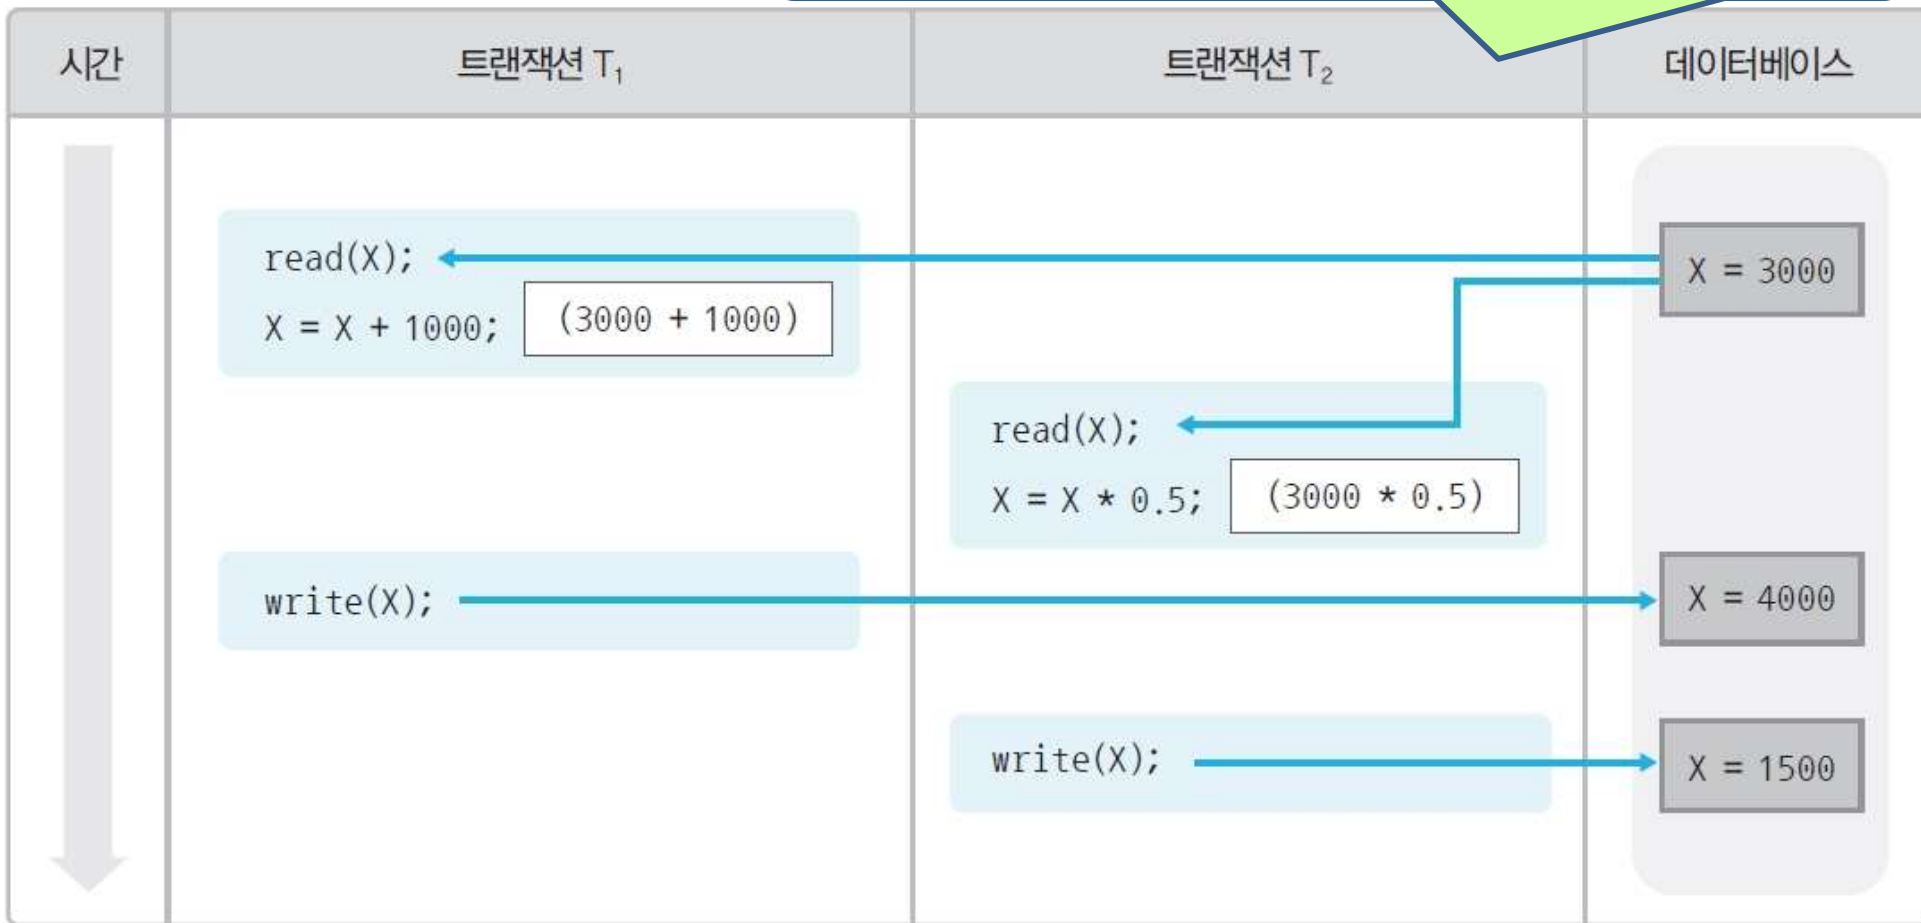 시간 트랜잭션 T₁ 트랜잭션 T₂ 데이터베이스
read(X);
X = 3000
X = X + 1000; (3000 + 1000)
read(X);
X = X * 0.5; (3000 * 0.5)
write(X);
X = 4000
write(X);
X = 1500